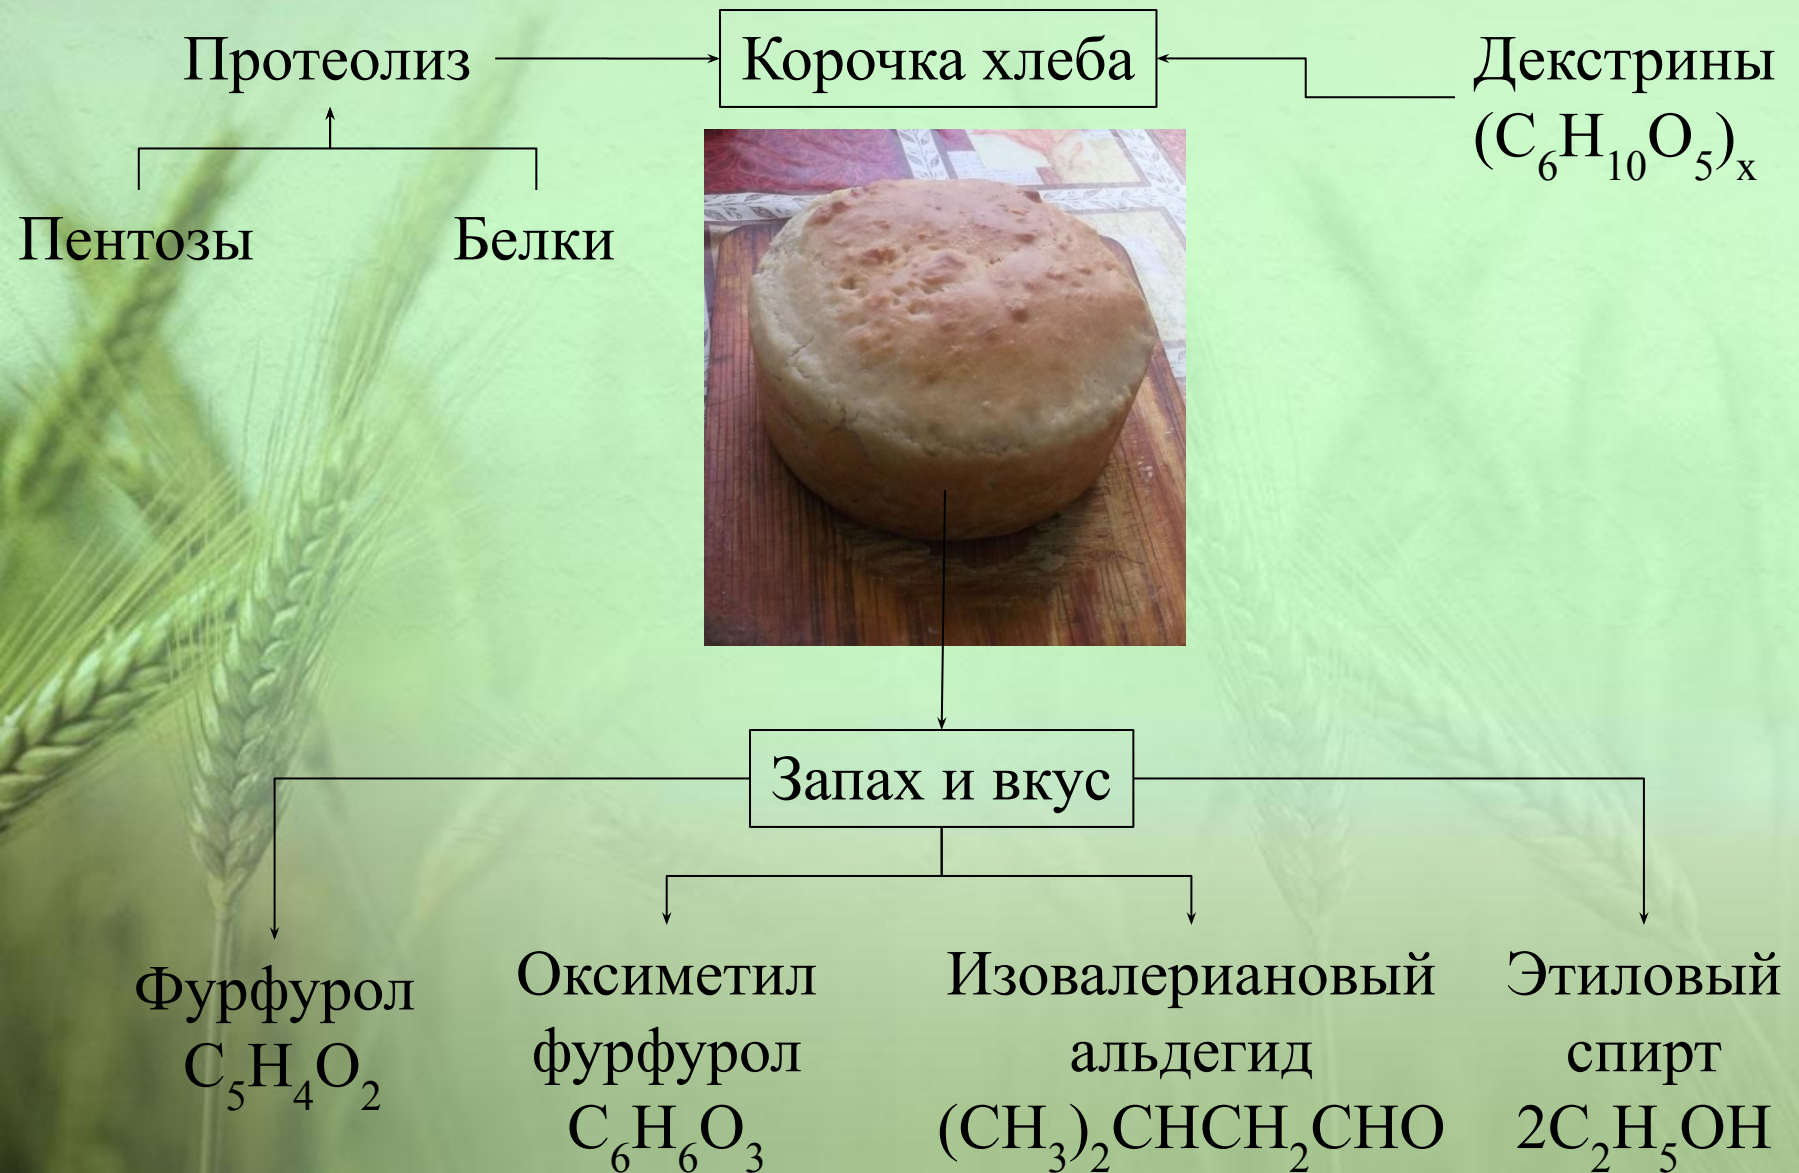 Протеолиз
Корочка хлеба
Декстрины
(C₆H₁₀O₅)ₓ
Пентозы
Белки
Запах и вкус
Фурфурол
C₅H₄O₂
Оксиметил
фурфурол
C₆H₆O₃
Изовалериановый
альдегид
(CH₃)₂CHCH₂CHO
Этиловый
спирт
2C₂H₅OH